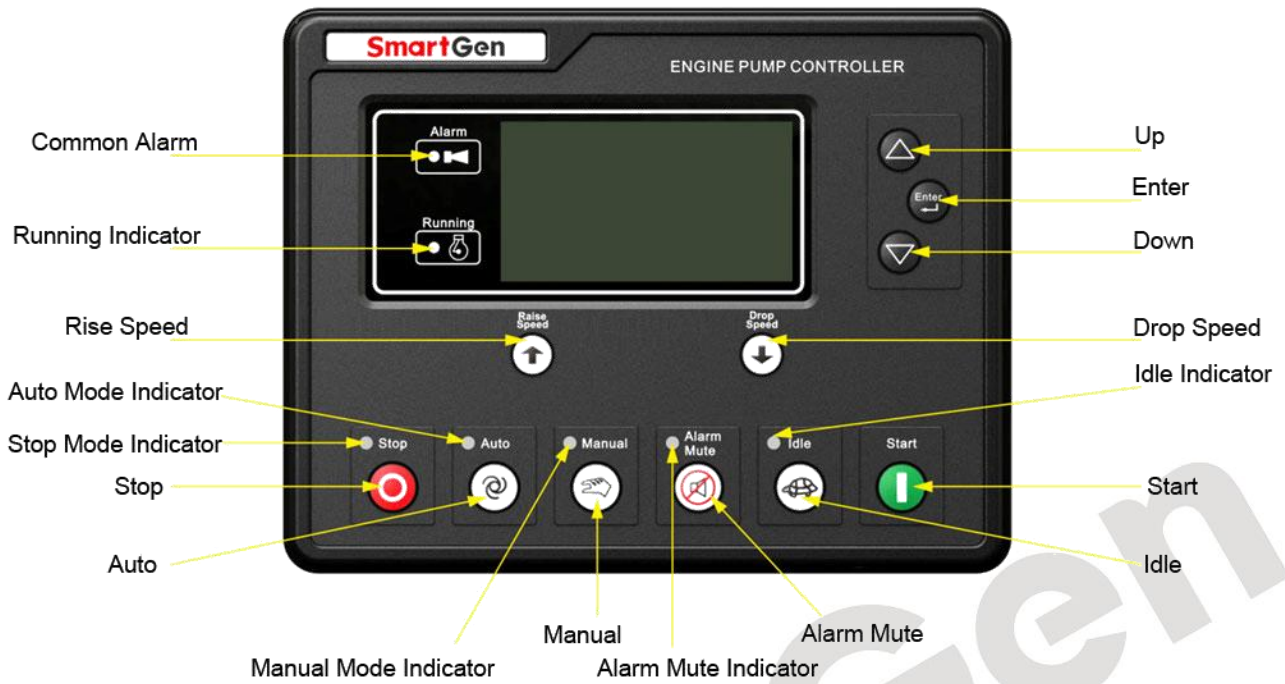 SmartGen
ENGINE PUMP CONTROLLER
Common Alarm
Alarm
Up
Enter
Enter
Running Indicator
Running
Down
Rise Speed
Raise
Speed
Drop
Speed
Drop Speed
Idle Indicator
Auto Mode Indicator
Stop Mode Indicator
Stop
Auto
Manual
Alarm
Mute
Idle
Start
Stop
Start
Auto
Idle
Manual
Alarm Mute
Manual Mode Indicator
Alarm Mute Indicator
Gen